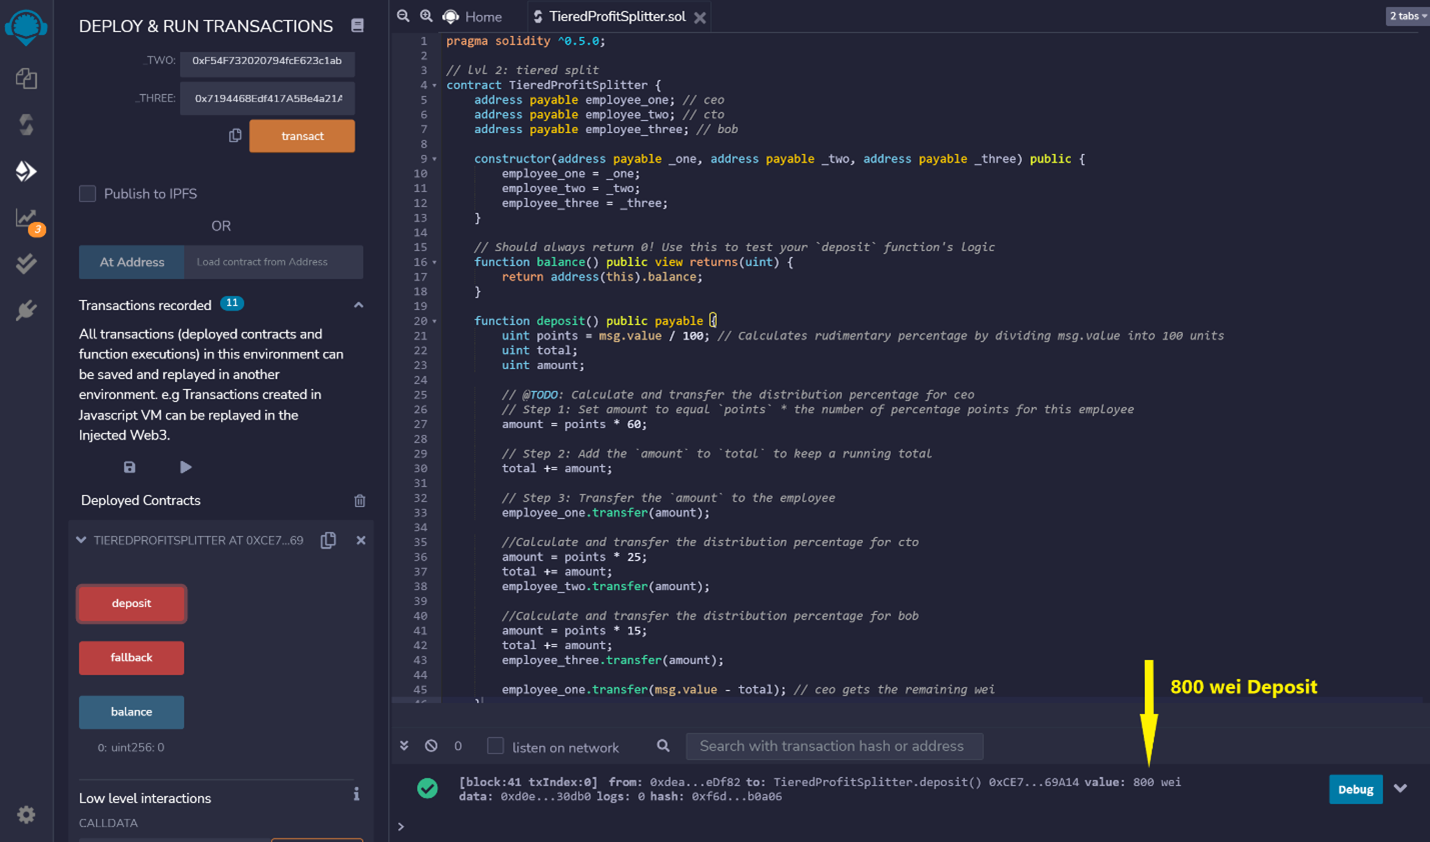 DEPLOY & RUN TRANSACTIONS
_TWO: 0xF54F732020794fcE623c1ab
_THREE: 0x7194468Edf417A5Be4a21A
transact
Publish to IPFS
OR
At Address Load contract from Address
Transactions recorded 11
All transactions (deployed contracts and
function executions) in this environment can
be saved and replayed in another
environment. e.g Transactions created in
Javascript VM can be replayed in the
Injected Web3.
Deployed Contracts
TIEREDPROFITSPLITTER AT 0XCE7...69
deposit
fallback
balance
0: uint256: 0
Low level interactions
CALLDATA
3
Home
TieredProfitSplitter.sol
2 tabs
1 pragma solidity ^0.5.0;
2
3 // lvl 2: tiered split
4 contract TieredProfitSplitter {
5 address payable employee_one; // ceo
6 address payable employee_two; // cto
7 address payable employee_three; // bob
8
9 constructor(address payable _one, address payable _two, address payable _three) public {
10 employee_one = _one;
11 employee_two = _two;
12 employee_three = _three;
13 }
14
15 // Should always return 0! Use this to test your `deposit` function's logic
16 function balance() public view returns(uint) {
17 return address(this).balance;
18 }
19
20 function deposit() public payable {
21 uint points = msg.value / 100; // Calculates rudimentary percentage by dividing msg.value into 100 units
22 uint total;
23 uint amount;
24
25 // @TODO: Calculate and transfer the distribution percentage for ceo
26 // Step 1: Set amount to equal `points` * the number of percentage points for this employee
27 amount = points * 60;
28
29 // Step 2: Add the `amount` to `total` to keep a running total
30 total += amount;
31
32 // Step 3: Transfer the `amount` to the employee
33 employee_one.transfer(amount);
34
35 //Calculate and transfer the distribution percentage for cto
36 amount = points * 25;
37 total += amount;
38 employee_two.transfer(amount);
39
40 //Calculate and transfer the distribution percentage for bob
41 amount = points * 15;
42 total += amount;
43 employee_three.transfer(amount);
44
45 employee_one.transfer(msg.value - total); // ceo gets the remaining wei
46 }
800 wei Deposit
0 listen on network Search with transaction hash or address
[block:41 txIndex:0] from: 0xdea...eDf82 to: TieredProfitSplitter.deposit() 0xCE7...69A14 value: 800 wei
data: 0xd0e...30db0 logs: 0 hash: 0xf6d...b0a06
Debug
>